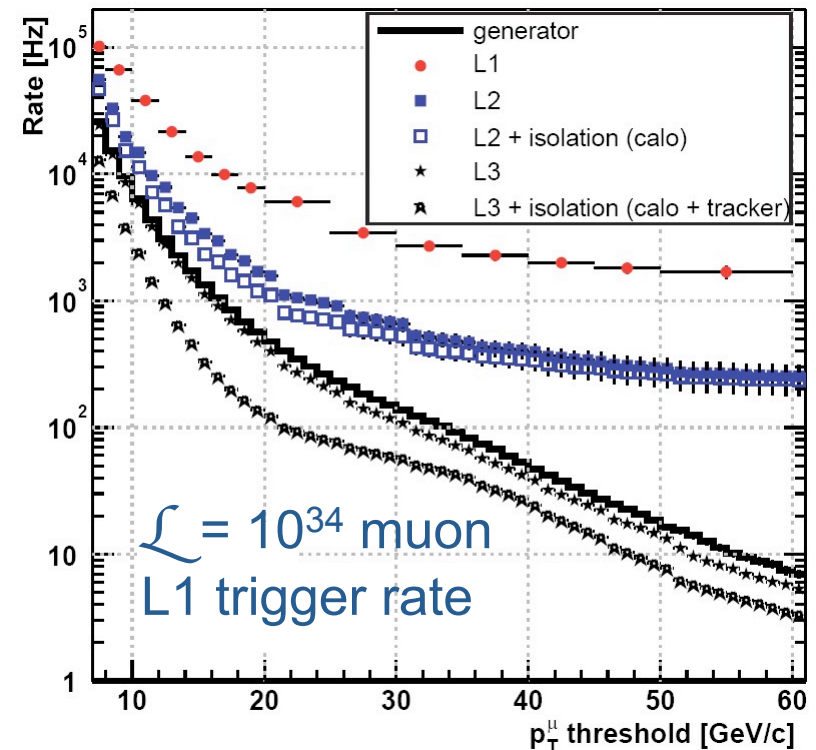 Rate [Hz]
10⁵
10⁴
10³
10²
10
1
generator
L1
L2
L2 + isolation (calo)
L3
L3 + isolation (calo + tracker)
ℒ = 10³⁴ muon
L1 trigger rate
10 20 30 40 50 60
p_T^μ threshold [GeV/c]